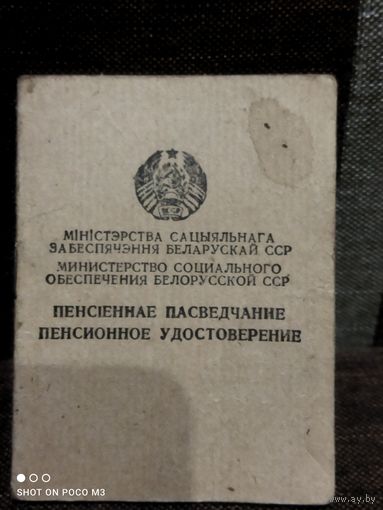 МІНІСТЭРСТВА САЦЫЯЛЬНАГА
ЗАБЕСПЯЧЭННЯ БЕЛАРУСКАЙ ССР
МИНИСТЕРСТВО СОЦИАЛЬНОГО
ОБЕСПЕЧЕНИЯ БЕЛОРУССКОЙ ССР
ПЕНСІЕННАЕ ПАСВЕДЧАННЕ
ПЕНСИОННОЕ УДОСТОВЕРЕНИЕ
SHOT ON POCO M3
www.ay.by